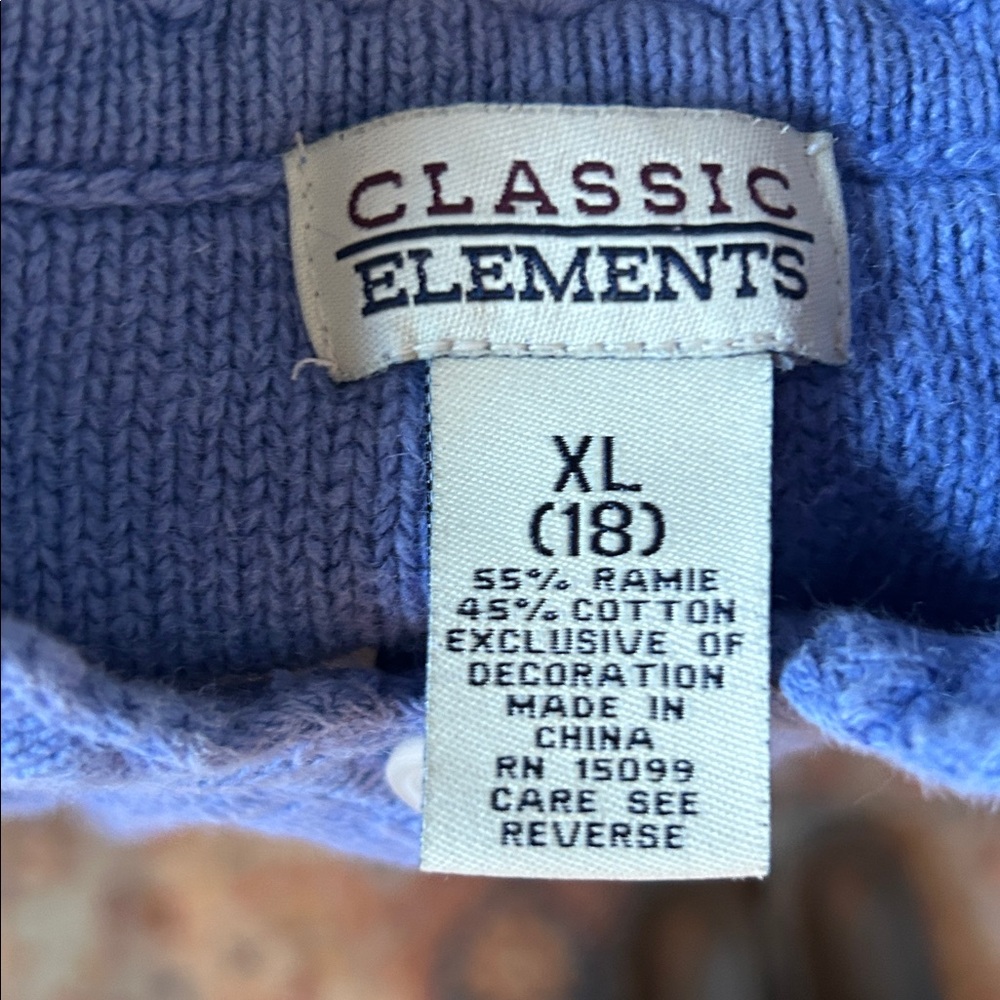 CLASSIC
ELEMENTS
XL
(18)
55% RAMIE
45% COTTON
EXCLUSIVE OF
DECORATION
MADE IN
CHINA
RN 15099
CARE SEE
REVERSE